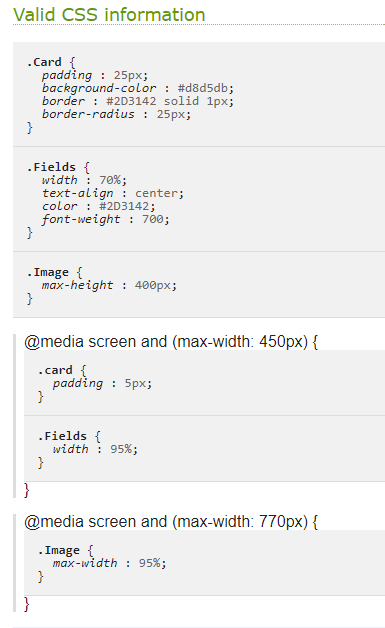 Valid CSS information
.Card {
padding : 25px;
background-color : #d8d5db;
border : #2D3142 solid 1px;
border-radius : 25px;
}
.Fields {
width : 70%;
text-align : center;
color : #2D3142;
font-weight : 700;
}
.Image {
max-height : 400px;
}
@media screen and (max-width: 450px) {
.card {
padding : 5px;
}
.Fields {
width : 95%;
}
}
@media screen and (max-width: 770px) {
.Image {
max-width : 95%;
}
}